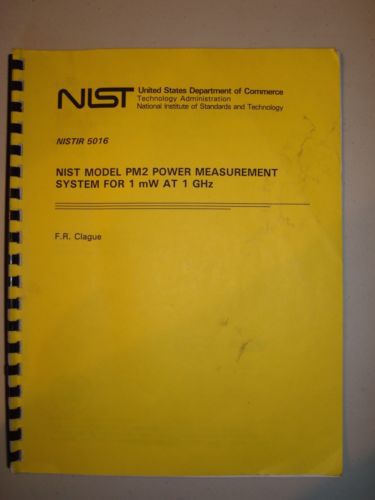 NIST
United States Department of Commerce
Technology Administration
National Institute of Standards and Technology
NISTIR 5016
NIST MODEL PM2 POWER MEASUREMENT
SYSTEM FOR 1 mW AT 1 GHz
F.R. Clague